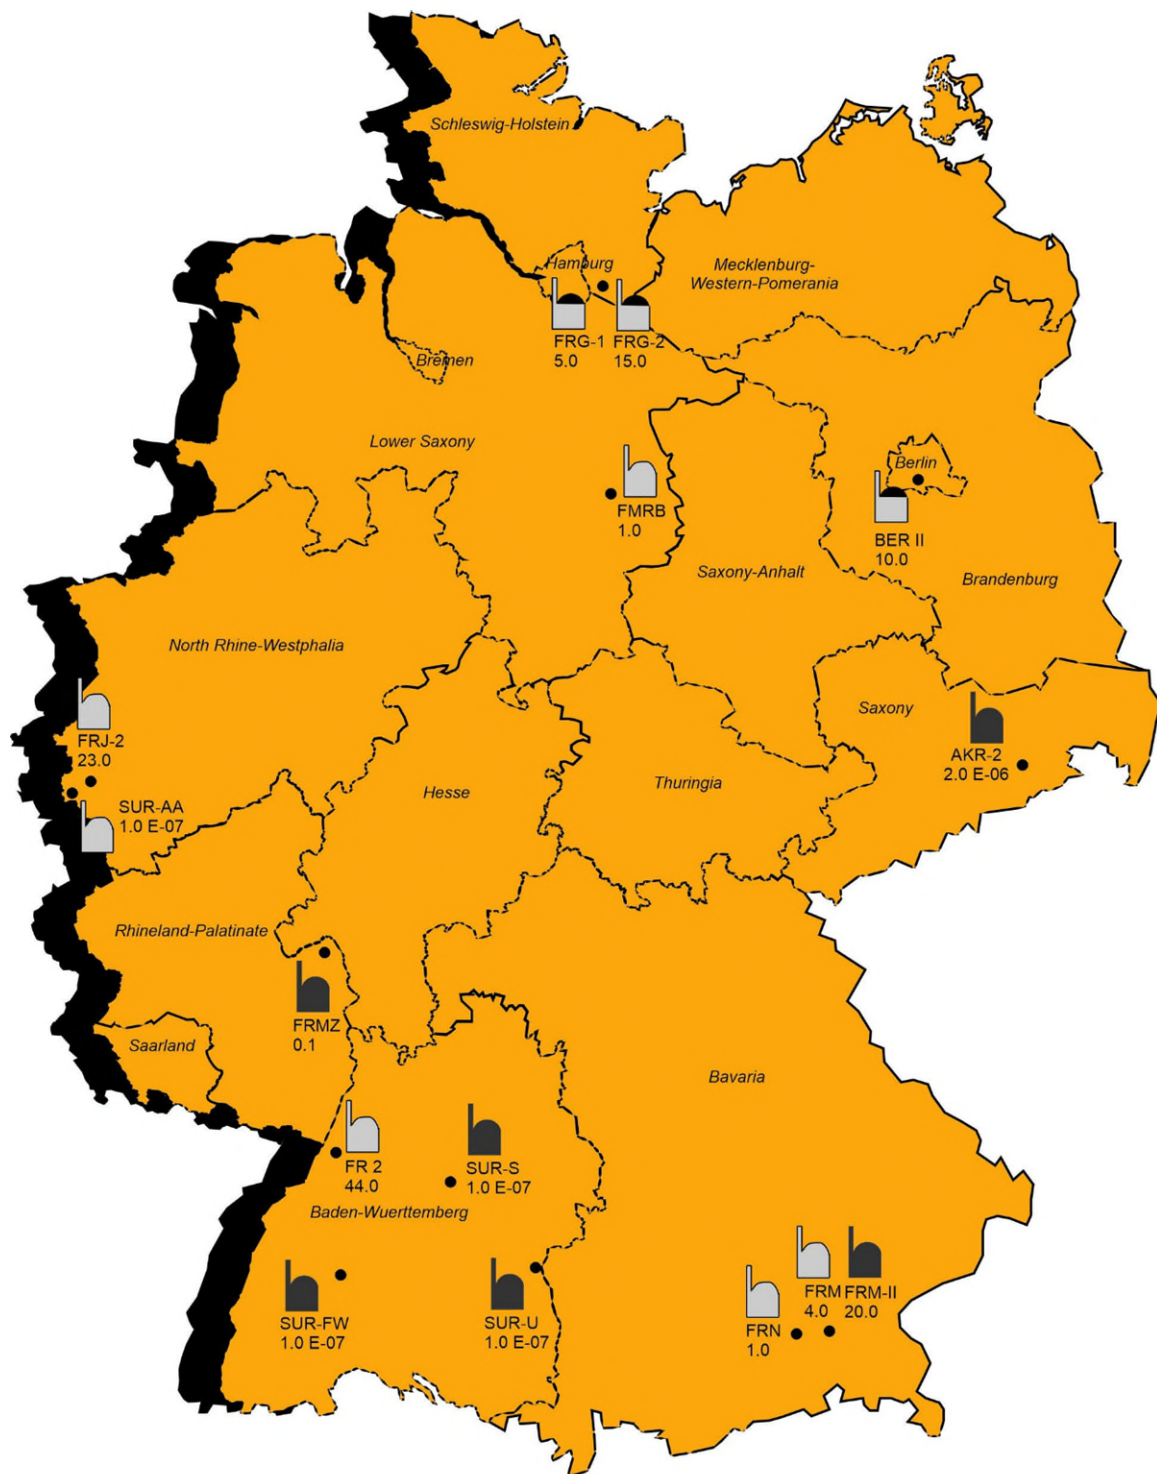 Schleswig-Holstein
Hamburg
Mecklenburg-
Western-Pomerania
FRG-1
5.0
FRG-2
15.0
Bremen
Lower Saxony
FMRB
1.0
Berlin
BER II
10.0
Saxony-Anhalt
Brandenburg
North Rhine-Westphalia
FRJ-2
23.0
SUR-AA
1.0 E-07
Hesse
Thuringia
Saxony
AKR-2
2.0 E-06
Rhineland-Palatinate
FRMZ
0.1
Saarland
Bavaria
FR 2
44.0
SUR-S
1.0 E-07
Baden-Wuerttemberg
SUR-FW
1.0 E-07
SUR-U
1.0 E-07
FRN
1.0
FRM
4.0
FRM-II
20.0